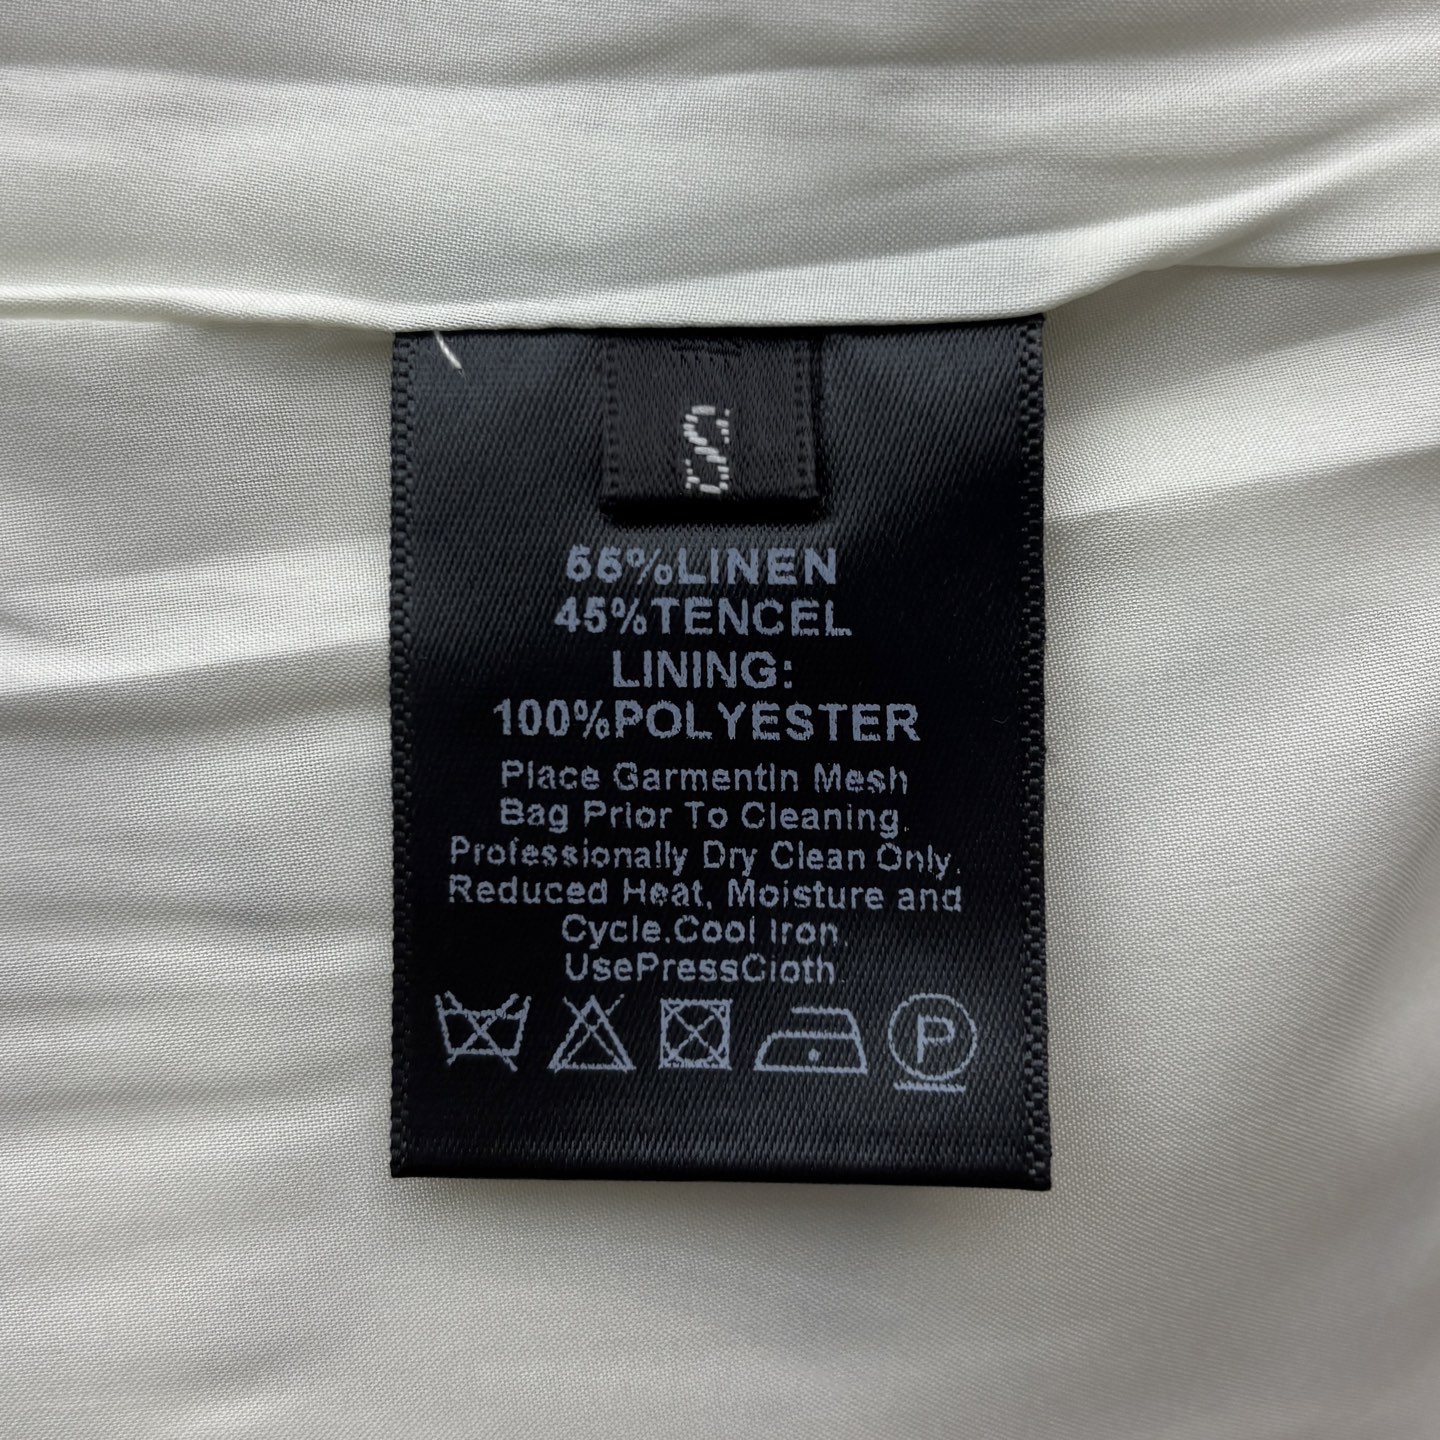 S
55%LINEN
45%TENCEL
LINING:
100%POLYESTER
Place GarmentIn Mesh
Bag Prior To Cleaning.
Professionally Dry Clean Only.
Reduced Heat, Moisture and
Cycle.Cool Iron.
UsePressCloth.
P